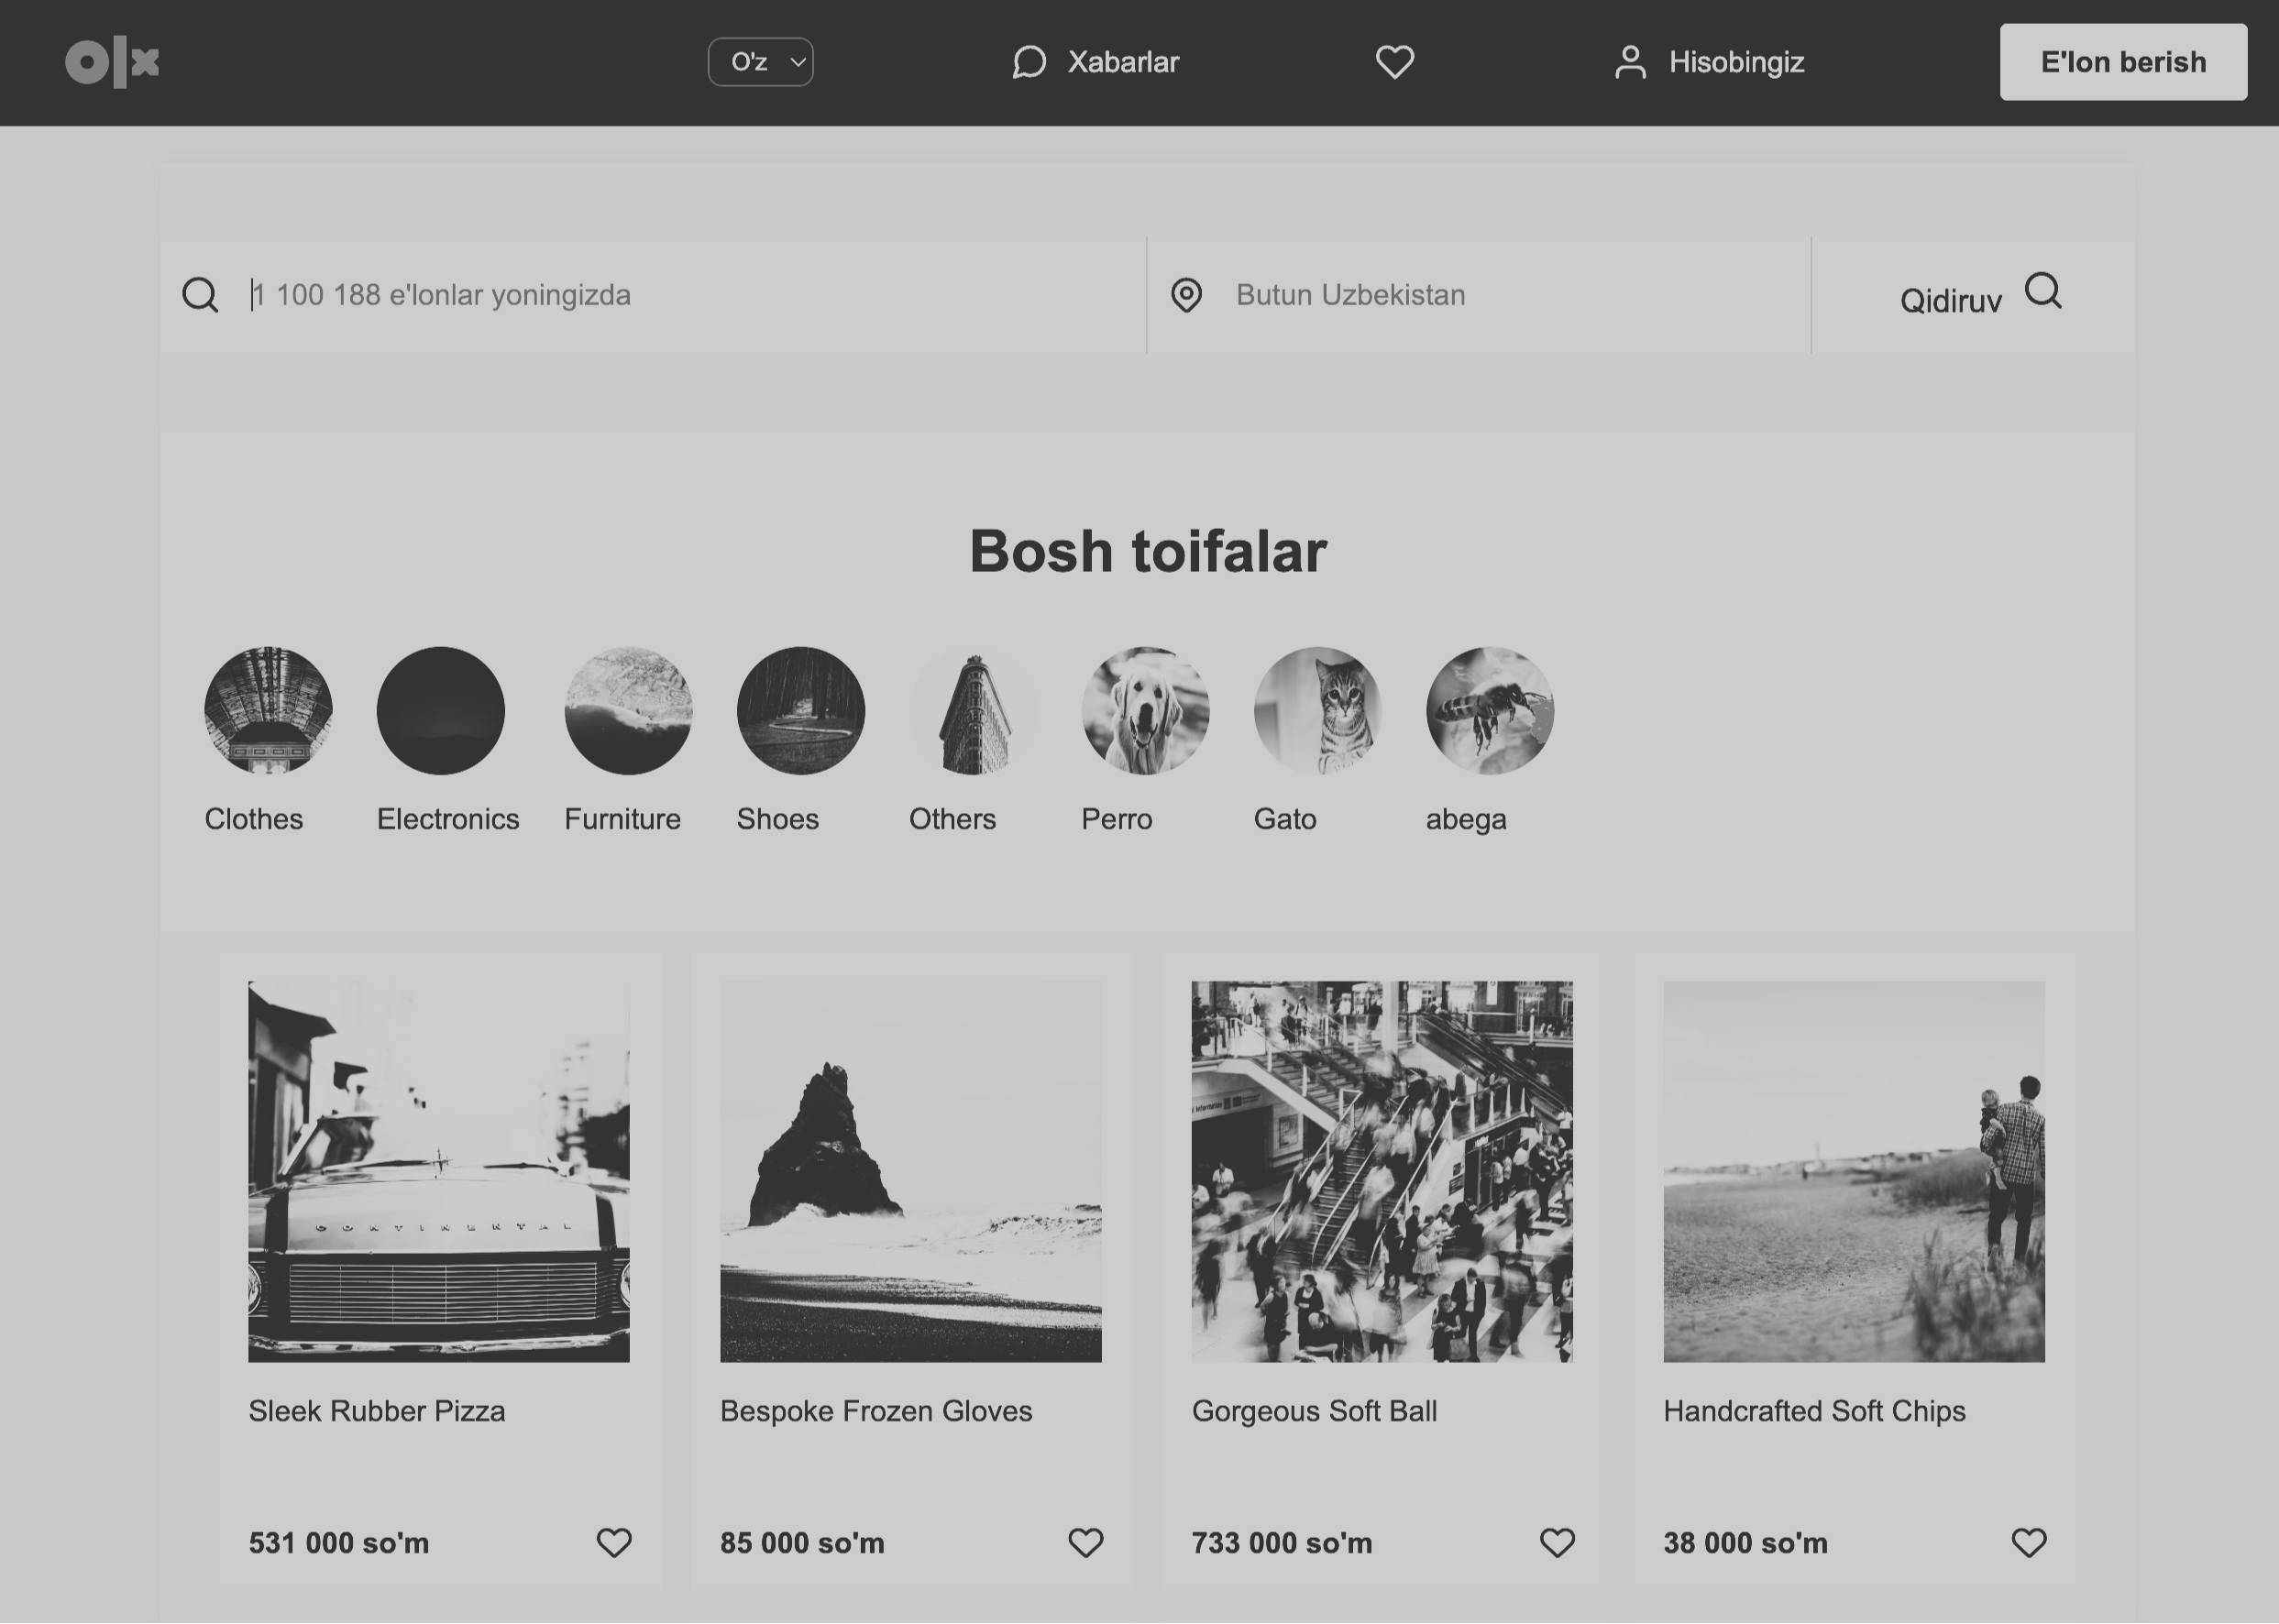 olx
O'z
Xabarlar
Hisobingiz
E'lon berish
1 100 188 e'lonlar yoningizda
Butun Uzbekistan
Qidiruv
Bosh toifalar
Clothes
Electronics
Furniture
Shoes
Others
Perro
Gato
abega
CONTINENTAL
Sleek Rubber Pizza
Bespoke Frozen Gloves
Gorgeous Soft Ball
Handcrafted Soft Chips
531 000 so'm
85 000 so'm
733 000 so'm
38 000 so'm